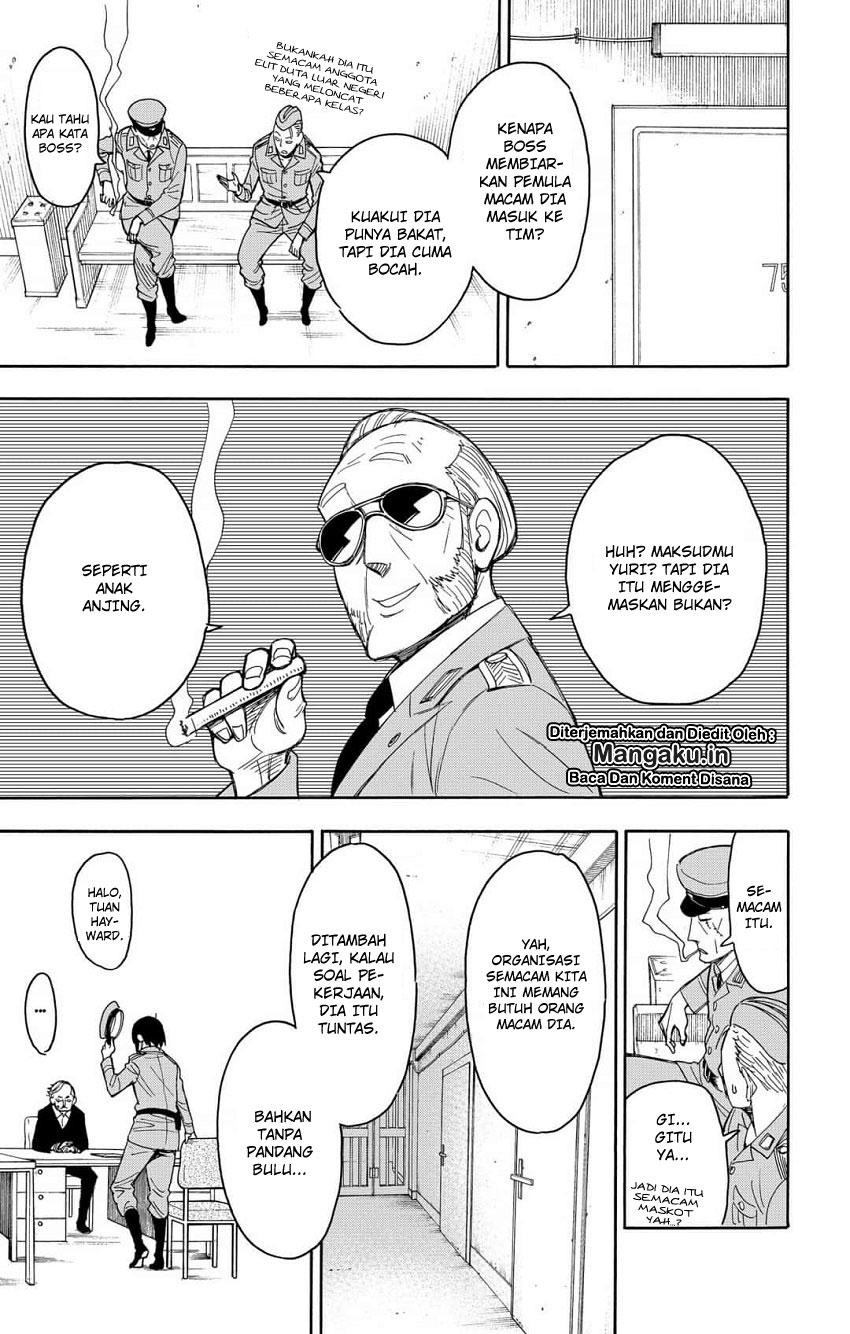 KENAPA
BOSS
MEMBIAR-
KAN PEMULA
MACAM DIA
MASUK KE
TIM?
KUAKUI DIA
PUNYA BAKAT,
TAPI DIA CUMA
BOCAH.
BUKANKAH DIA ITU
SEMACAM ANGGOTA
ELIT DUTA LUAR NEGERI
YANG MELONCAT
BEBERAPA KELAS?
KAU TAHU
APA KATA
BOSS?
75
HUH? MAKSUDMU
YURI? TAPI DIA
ITU MENGGE-
MASKAN BUKAN?
SEPERTI
ANAK
ANJING.
Diterjemahkan dan Diedit Oleh:
Mangaku.in
Baca Dan Koment Disana
SE-
MACAM
ITU.
GI...
GITU
YA...
JADI DIA ITU
SEMACAM
MASKOT
YAH...?
YAH,
ORGANISASI
SEMACAM KITA
INI MEMANG
BUTUH ORANG
MACAM DIA.
DITAMBAH
LAGI, KALAU
SOAL PE-
KERJAAN,
DIA ITU
TUNTAS.
BAHKAN
TANPA
PANDANG
BULU...
HALO,
TUAN
HAY-
WARD.
...